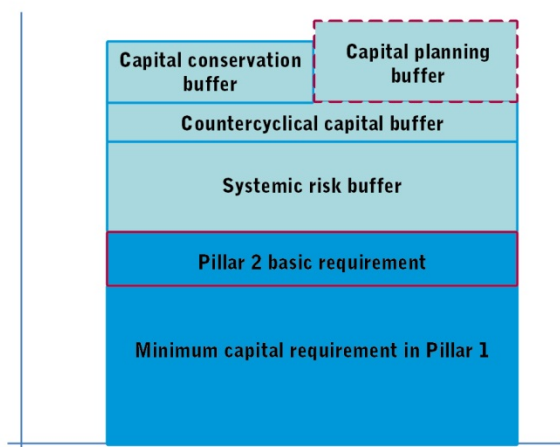 Capital conservation
buffer
Capital planning
buffer
Countercyclical capital buffer
Systemic risk buffer
Pillar 2 basic requirement
Minimum capital requirement in Pillar 1